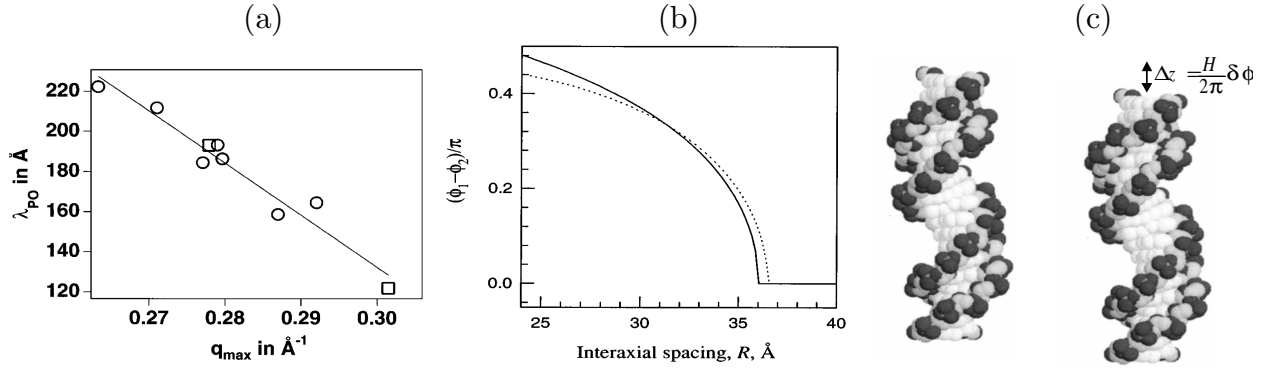 (a)
220
200
180
160
140
120
λPO in Å
0.27 0.28 0.29 0.30
qmax in Å-1
(b)
0.4
0.2
0.0
(ϕ1–ϕ2)/π
25 30 35 40
Interaxial spacing, R, Å
(c)
Δz = H/2π δϕ